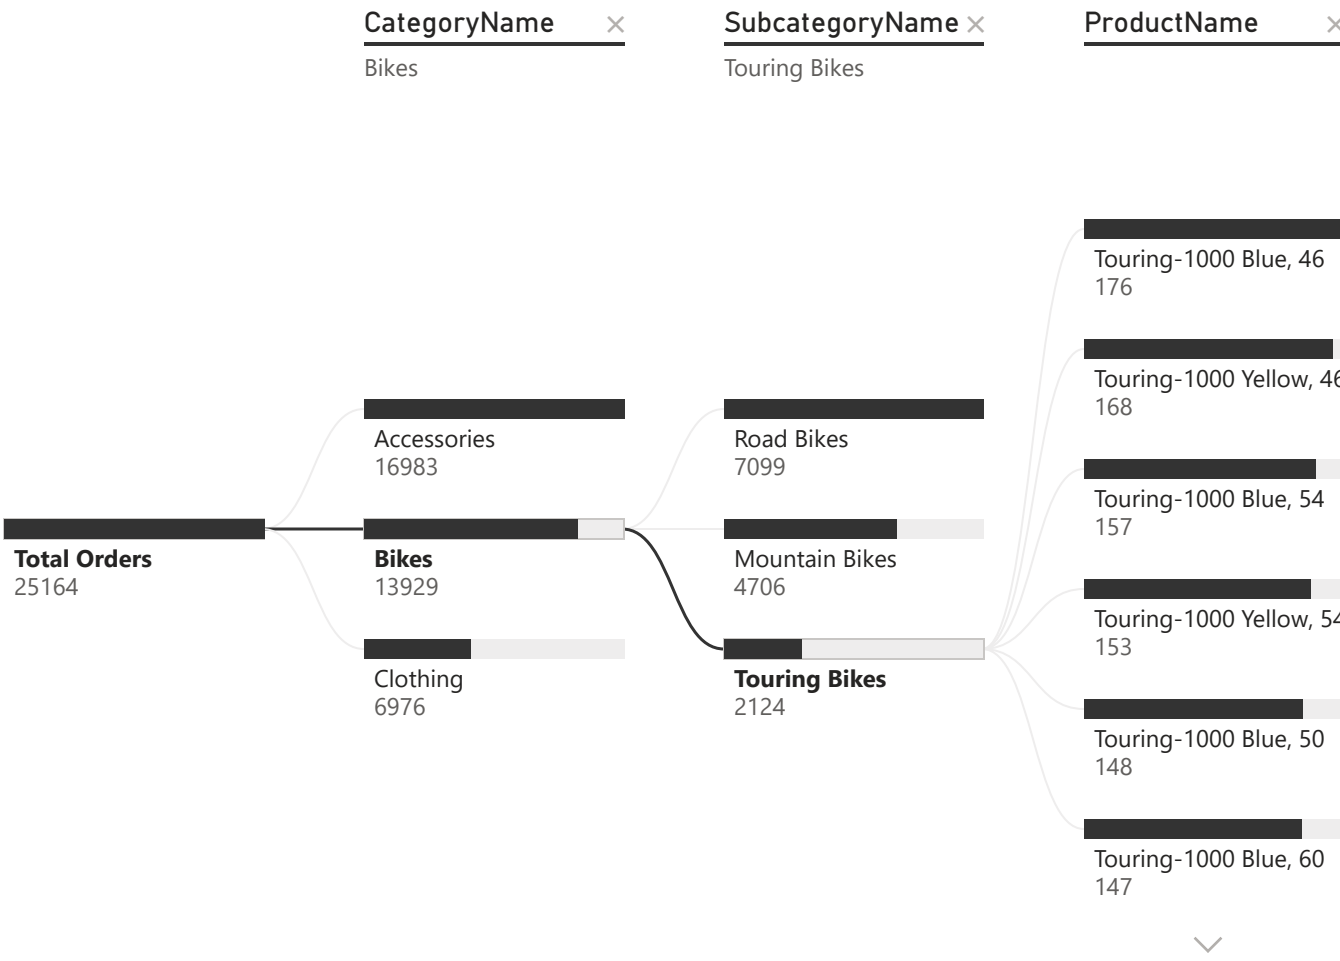 CategoryName
SubcategoryName
ProductName
Bikes
Touring Bikes
Touring-1000 Blue, 46
176
Touring-1000 Yellow, 46
168
Accessories
16983
Road Bikes
7099
Touring-1000 Blue, 54
157
Total Orders
25164
Bikes
13929
Mountain Bikes
4706
Touring-1000 Yellow, 54
153
Clothing
6976
Touring Bikes
2124
Touring-1000 Blue, 50
148
Touring-1000 Blue, 60
147